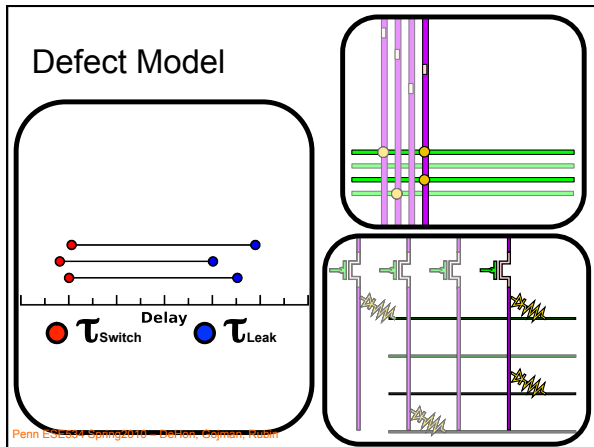 Defect Model
Delay
τSwitch
τLeak
Penn ESE534 Spring2010 -- DeHon, Gojman, Rubin